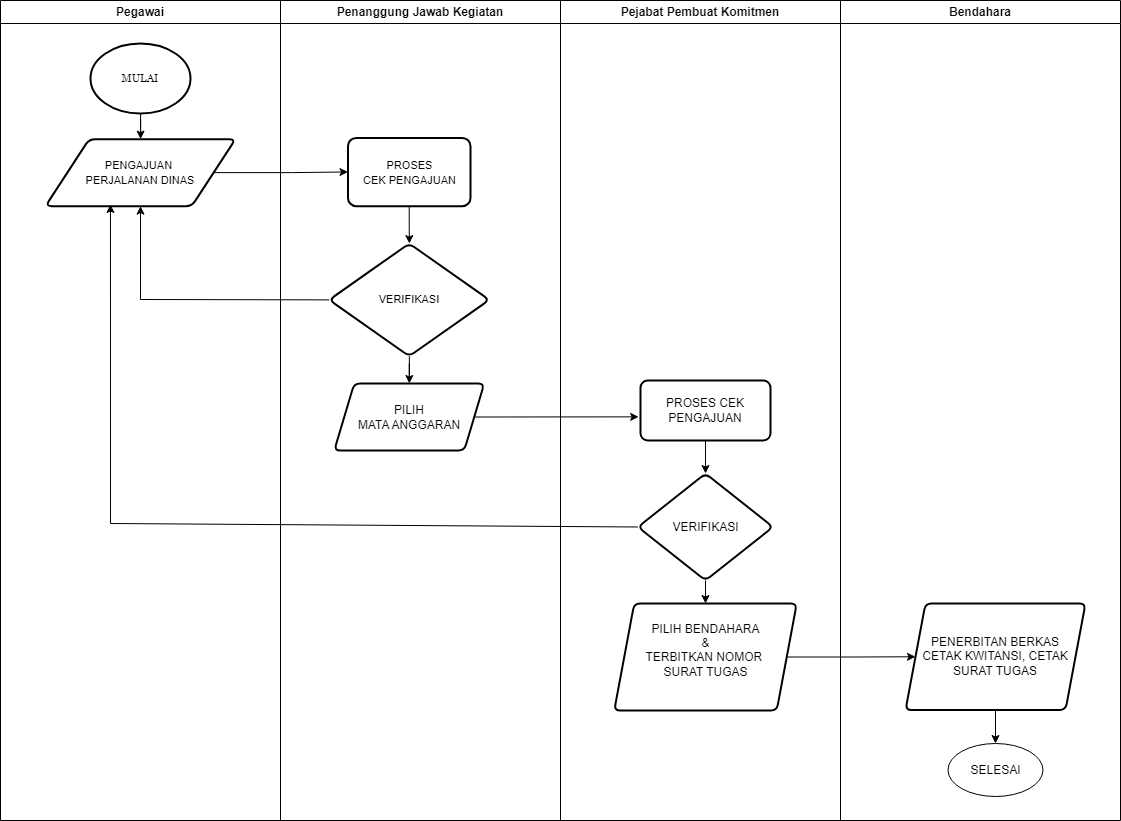 Pegawai
Penanggung Jawab Kegiatan
Pejabat Pembuat Komitmen
Bendahara
MULAI
PENGAJUAN
PERJALANAN DINAS
PROSES
CEK PENGAJUAN
VERIFIKASI
PILIH
MATA ANGGARAN
PROSES CEK
PENGAJUAN
VERIFIKASI
PILIH BENDAHARA
&
TERBITKAN NOMOR
SURAT TUGAS
PENERBITAN BERKAS
CETAK KWITANSI, CETAK
SURAT TUGAS
SELESAI